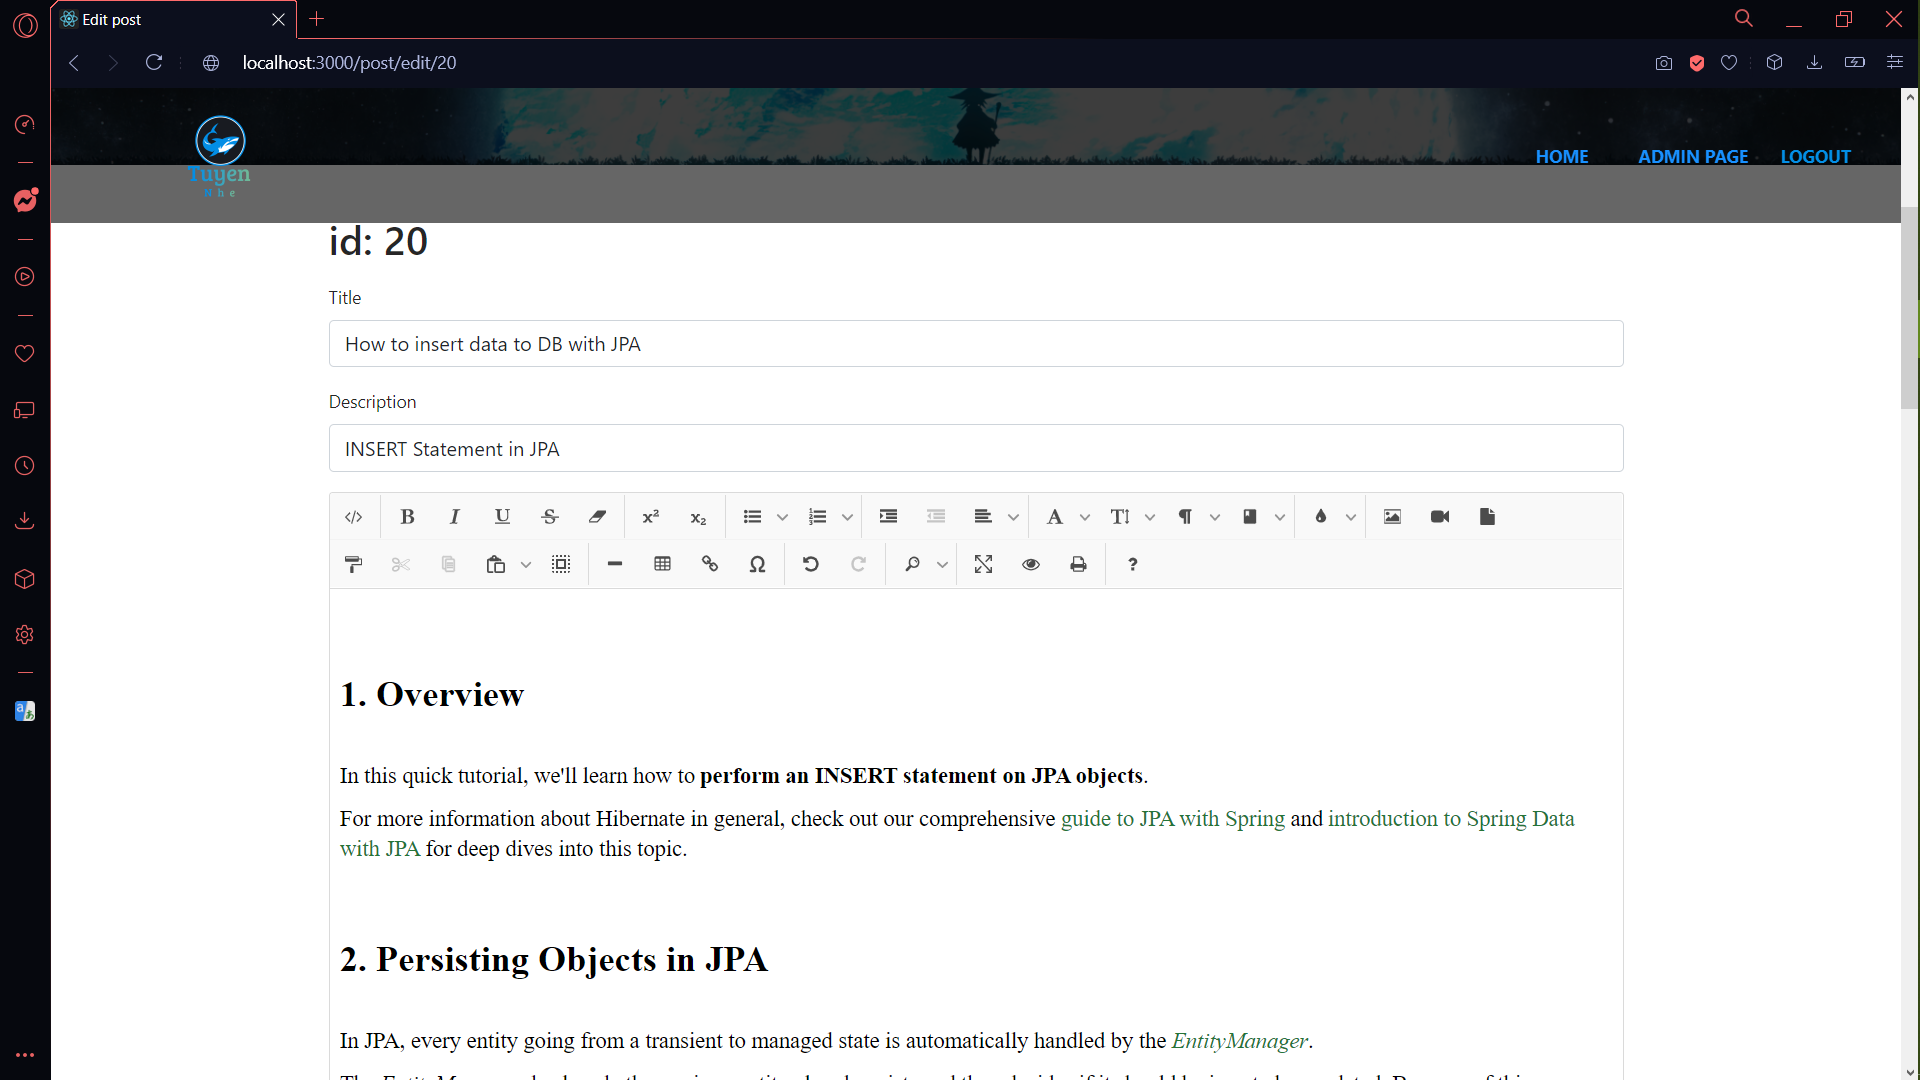 Edit post
localhost:3000/post/edit/20
Tuyen
Nhe
HOME
ADMIN PAGE
LOGOUT
id: 20
Title
How to insert data to DB with JPA
Description
INSERT Statement in JPA
1. Overview
In this quick tutorial, we'll learn how to perform an INSERT statement on JPA objects.
For more information about Hibernate in general, check out our comprehensive guide to JPA with Spring and introduction to Spring Data
with JPA for deep dives into this topic.
2. Persisting Objects in JPA
In JPA, every entity going from a transient to managed state is automatically handled by the EntityManager.